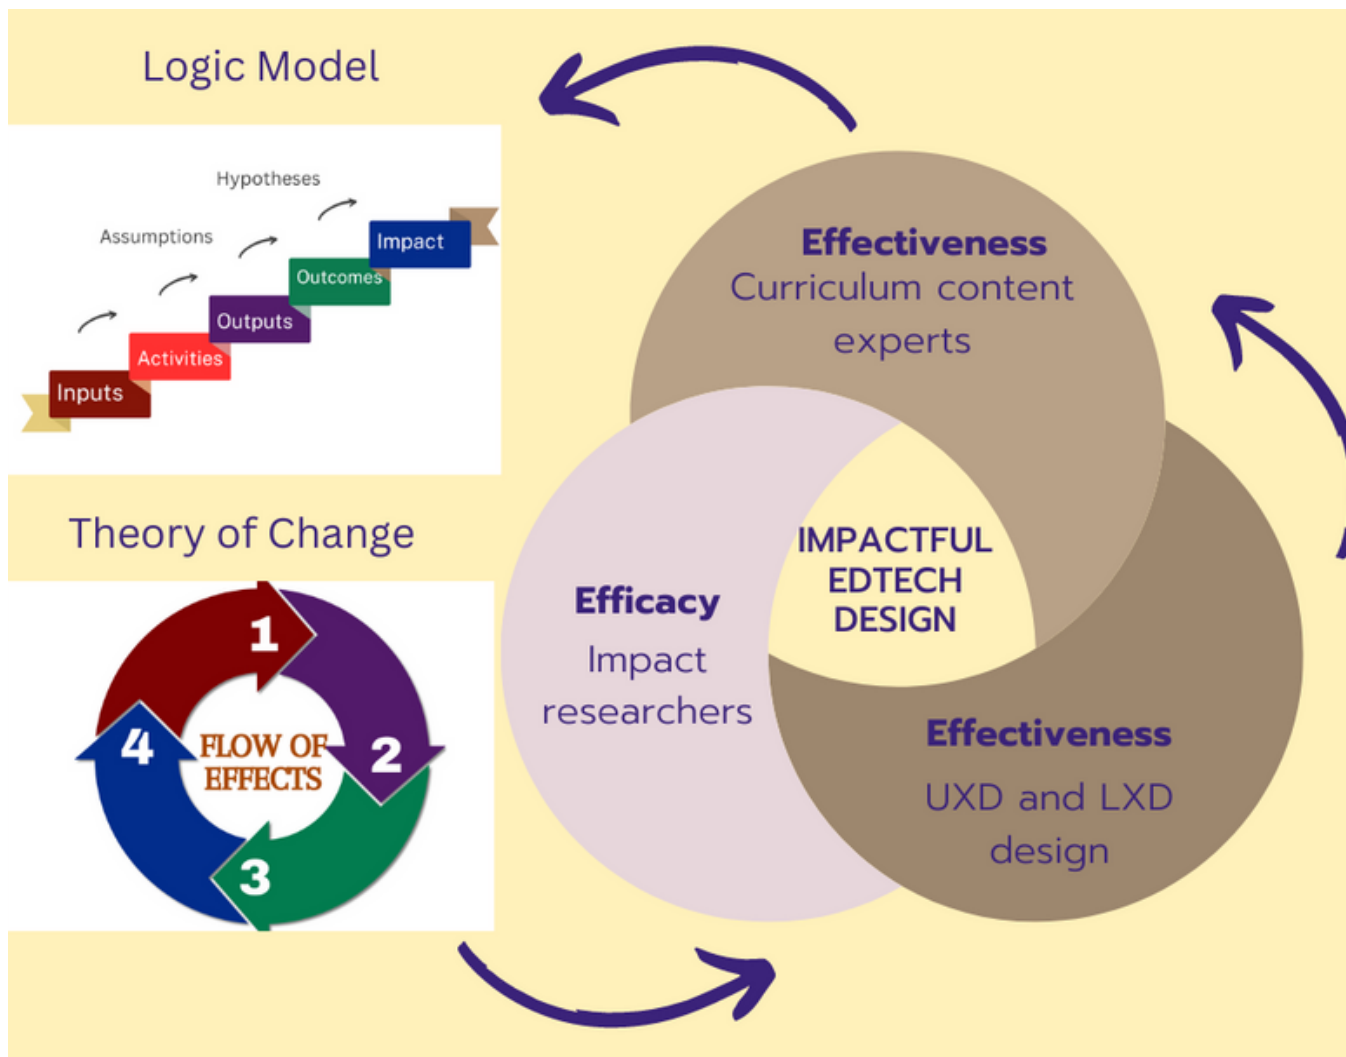 Logic Model
Hypotheses
Assumptions
Impact
Outcomes
Outputs
Activities
Inputs
Theory of Change
1
2
3
4
FLOW OF
EFFECTS
Effectiveness
Curriculum content
experts
IMPACTFUL
EDTECH
DESIGN
Efficacy
Impact
researchers
Effectiveness
UXD and LXD
design